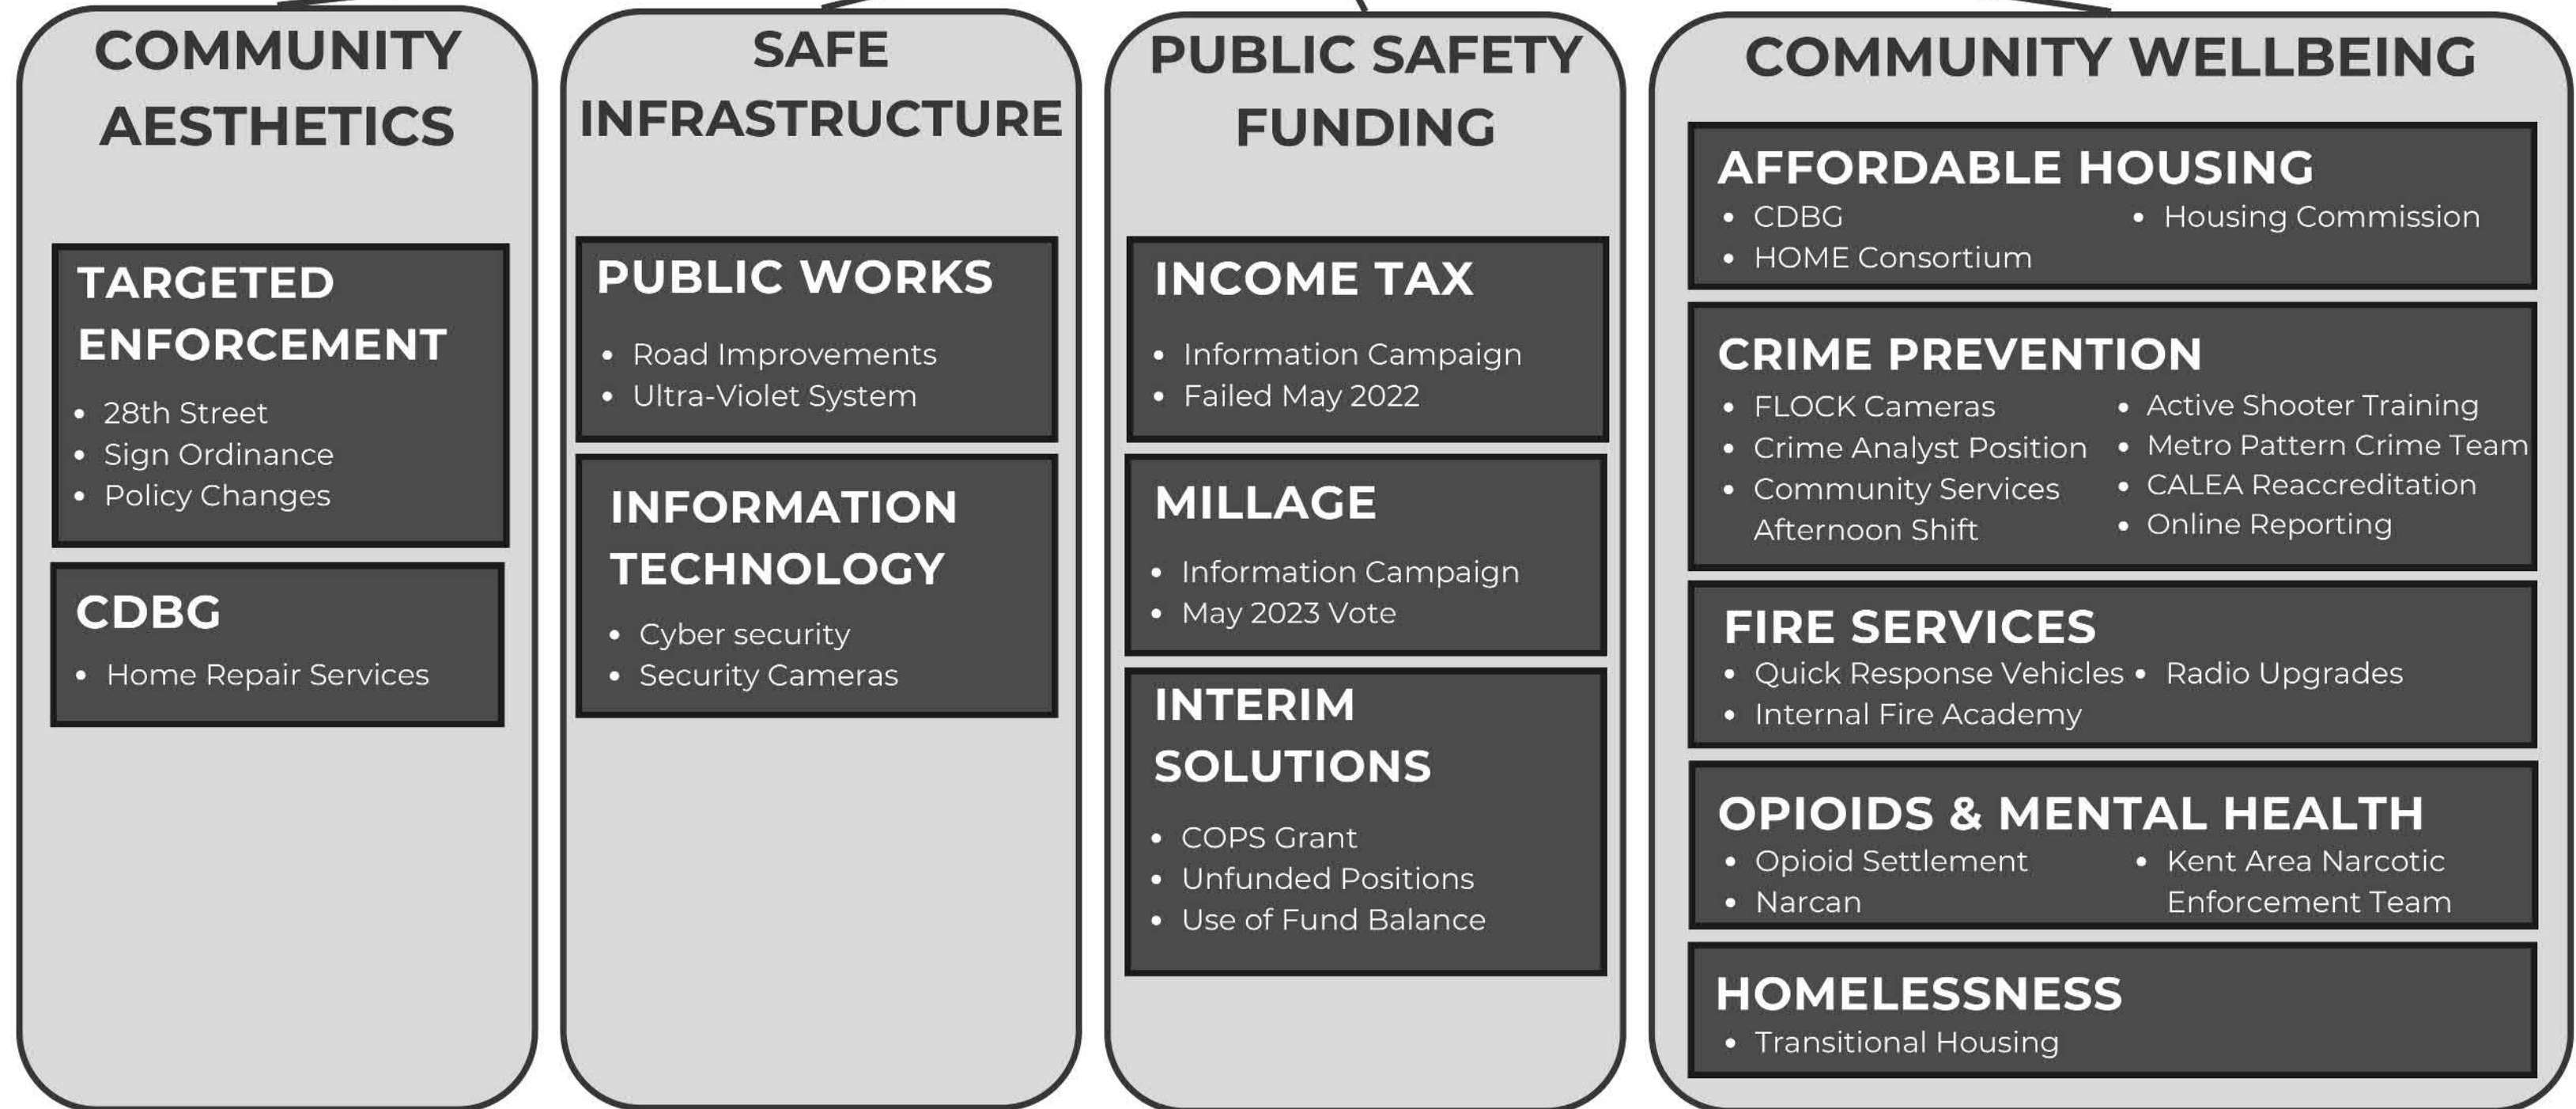 COMMUNITY
AESTHETICS
TARGETED
ENFORCEMENT
• 28th Street
• Sign Ordinance
• Policy Changes
CDBG
• Home Repair Services
SAFE
INFRASTRUCTURE
PUBLIC WORKS
• Road Improvements
• Ultra-Violet System
INFORMATION
TECHNOLOGY
• Cyber security
• Security Cameras
PUBLIC SAFETY
FUNDING
INCOME TAX
• Information Campaign
• Failed May 2022
MILLAGE
• Information Campaign
• May 2023 Vote
INTERIM
SOLUTIONS
• COPS Grant
• Unfunded Positions
• Use of Fund Balance
COMMUNITY WELLBEING
AFFORDABLE HOUSING
• CDBG
• HOME Consortium
• Housing Commission
CRIME PREVENTION
• FLOCK Cameras
• Crime Analyst Position
• Community Services
Afternoon Shift
• Active Shooter Training
• Metro Pattern Crime Team
• CALEA Reaccreditation
• Online Reporting
FIRE SERVICES
• Quick Response Vehicles
• Internal Fire Academy
• Radio Upgrades
OPIOIDS & MENTAL HEALTH
• Opioid Settlement
• Narcan
• Kent Area Narcotic
Enforcement Team
HOMELESSNESS
• Transitional Housing